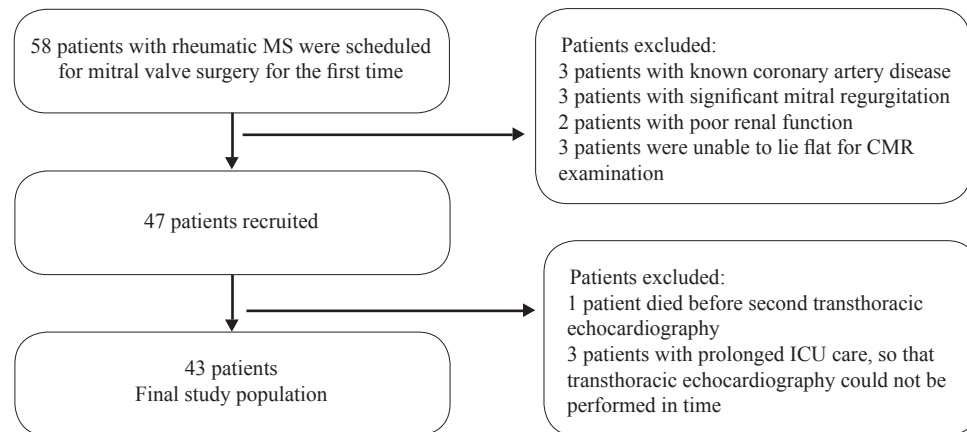 58 patients with rheumatic MS were scheduled
for mitral valve surgery for the first time
Patients excluded:
3 patients with known coronary artery disease
3 patients with significant mitral regurgitation
2 patients with poor renal function
3 patients were unable to lie flat for CMR
examination
47 patients recruited
Patients excluded:
1 patient died before second transthoracic
echocardiography
3 patients with prolonged ICU care, so that
transthoracic echocardiography could not be
performed in time
43 patients
Final study population